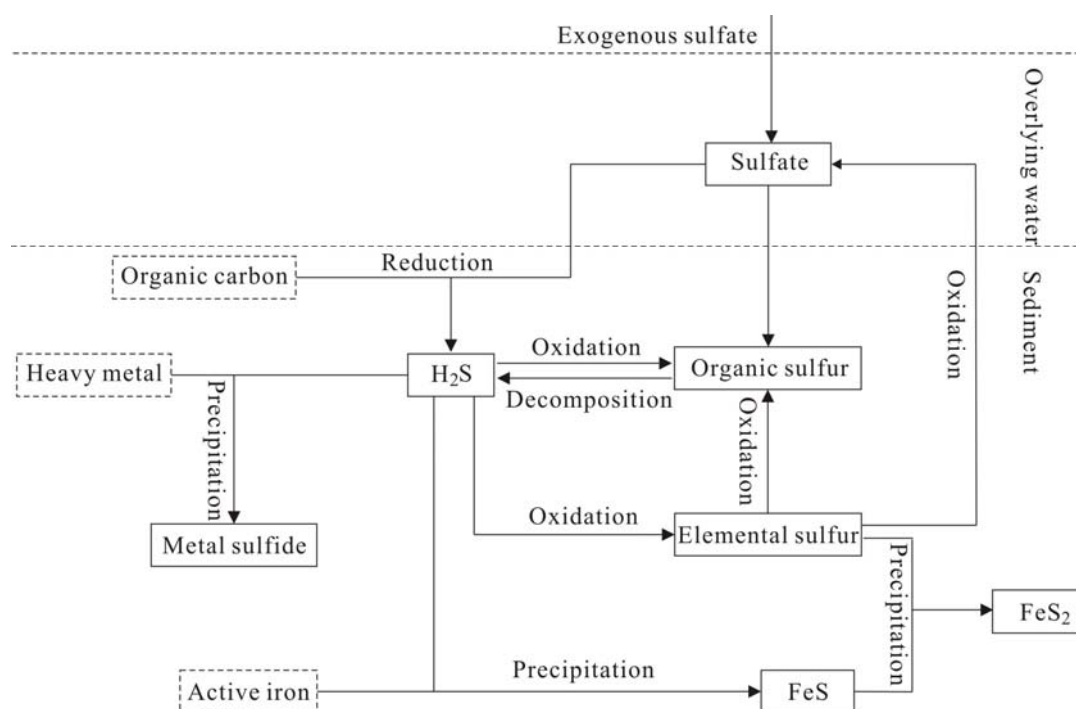 Exogenous sulfate
Overlying water
Sulfate
Organic carbon
Reduction
Oxidation
Sediment
Heavy metal
Precipitation
H₂S
Oxidation
Decomposition
Organic sulfur
Oxidation
Metal sulfide
Oxidation
Elemental sulfur
Precipitation
FeS₂
Active iron
Precipitation
FeS